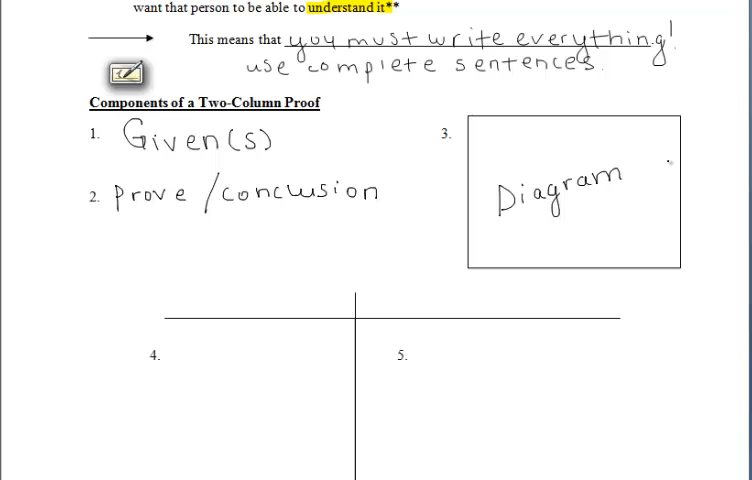 want that person to be able to understand it**
This means that you must write everything!
use complete sentences.
Components of a Two-Column Proof
1. Given(s)
3. Diagram
2. Prove/conclusion
4. 5.